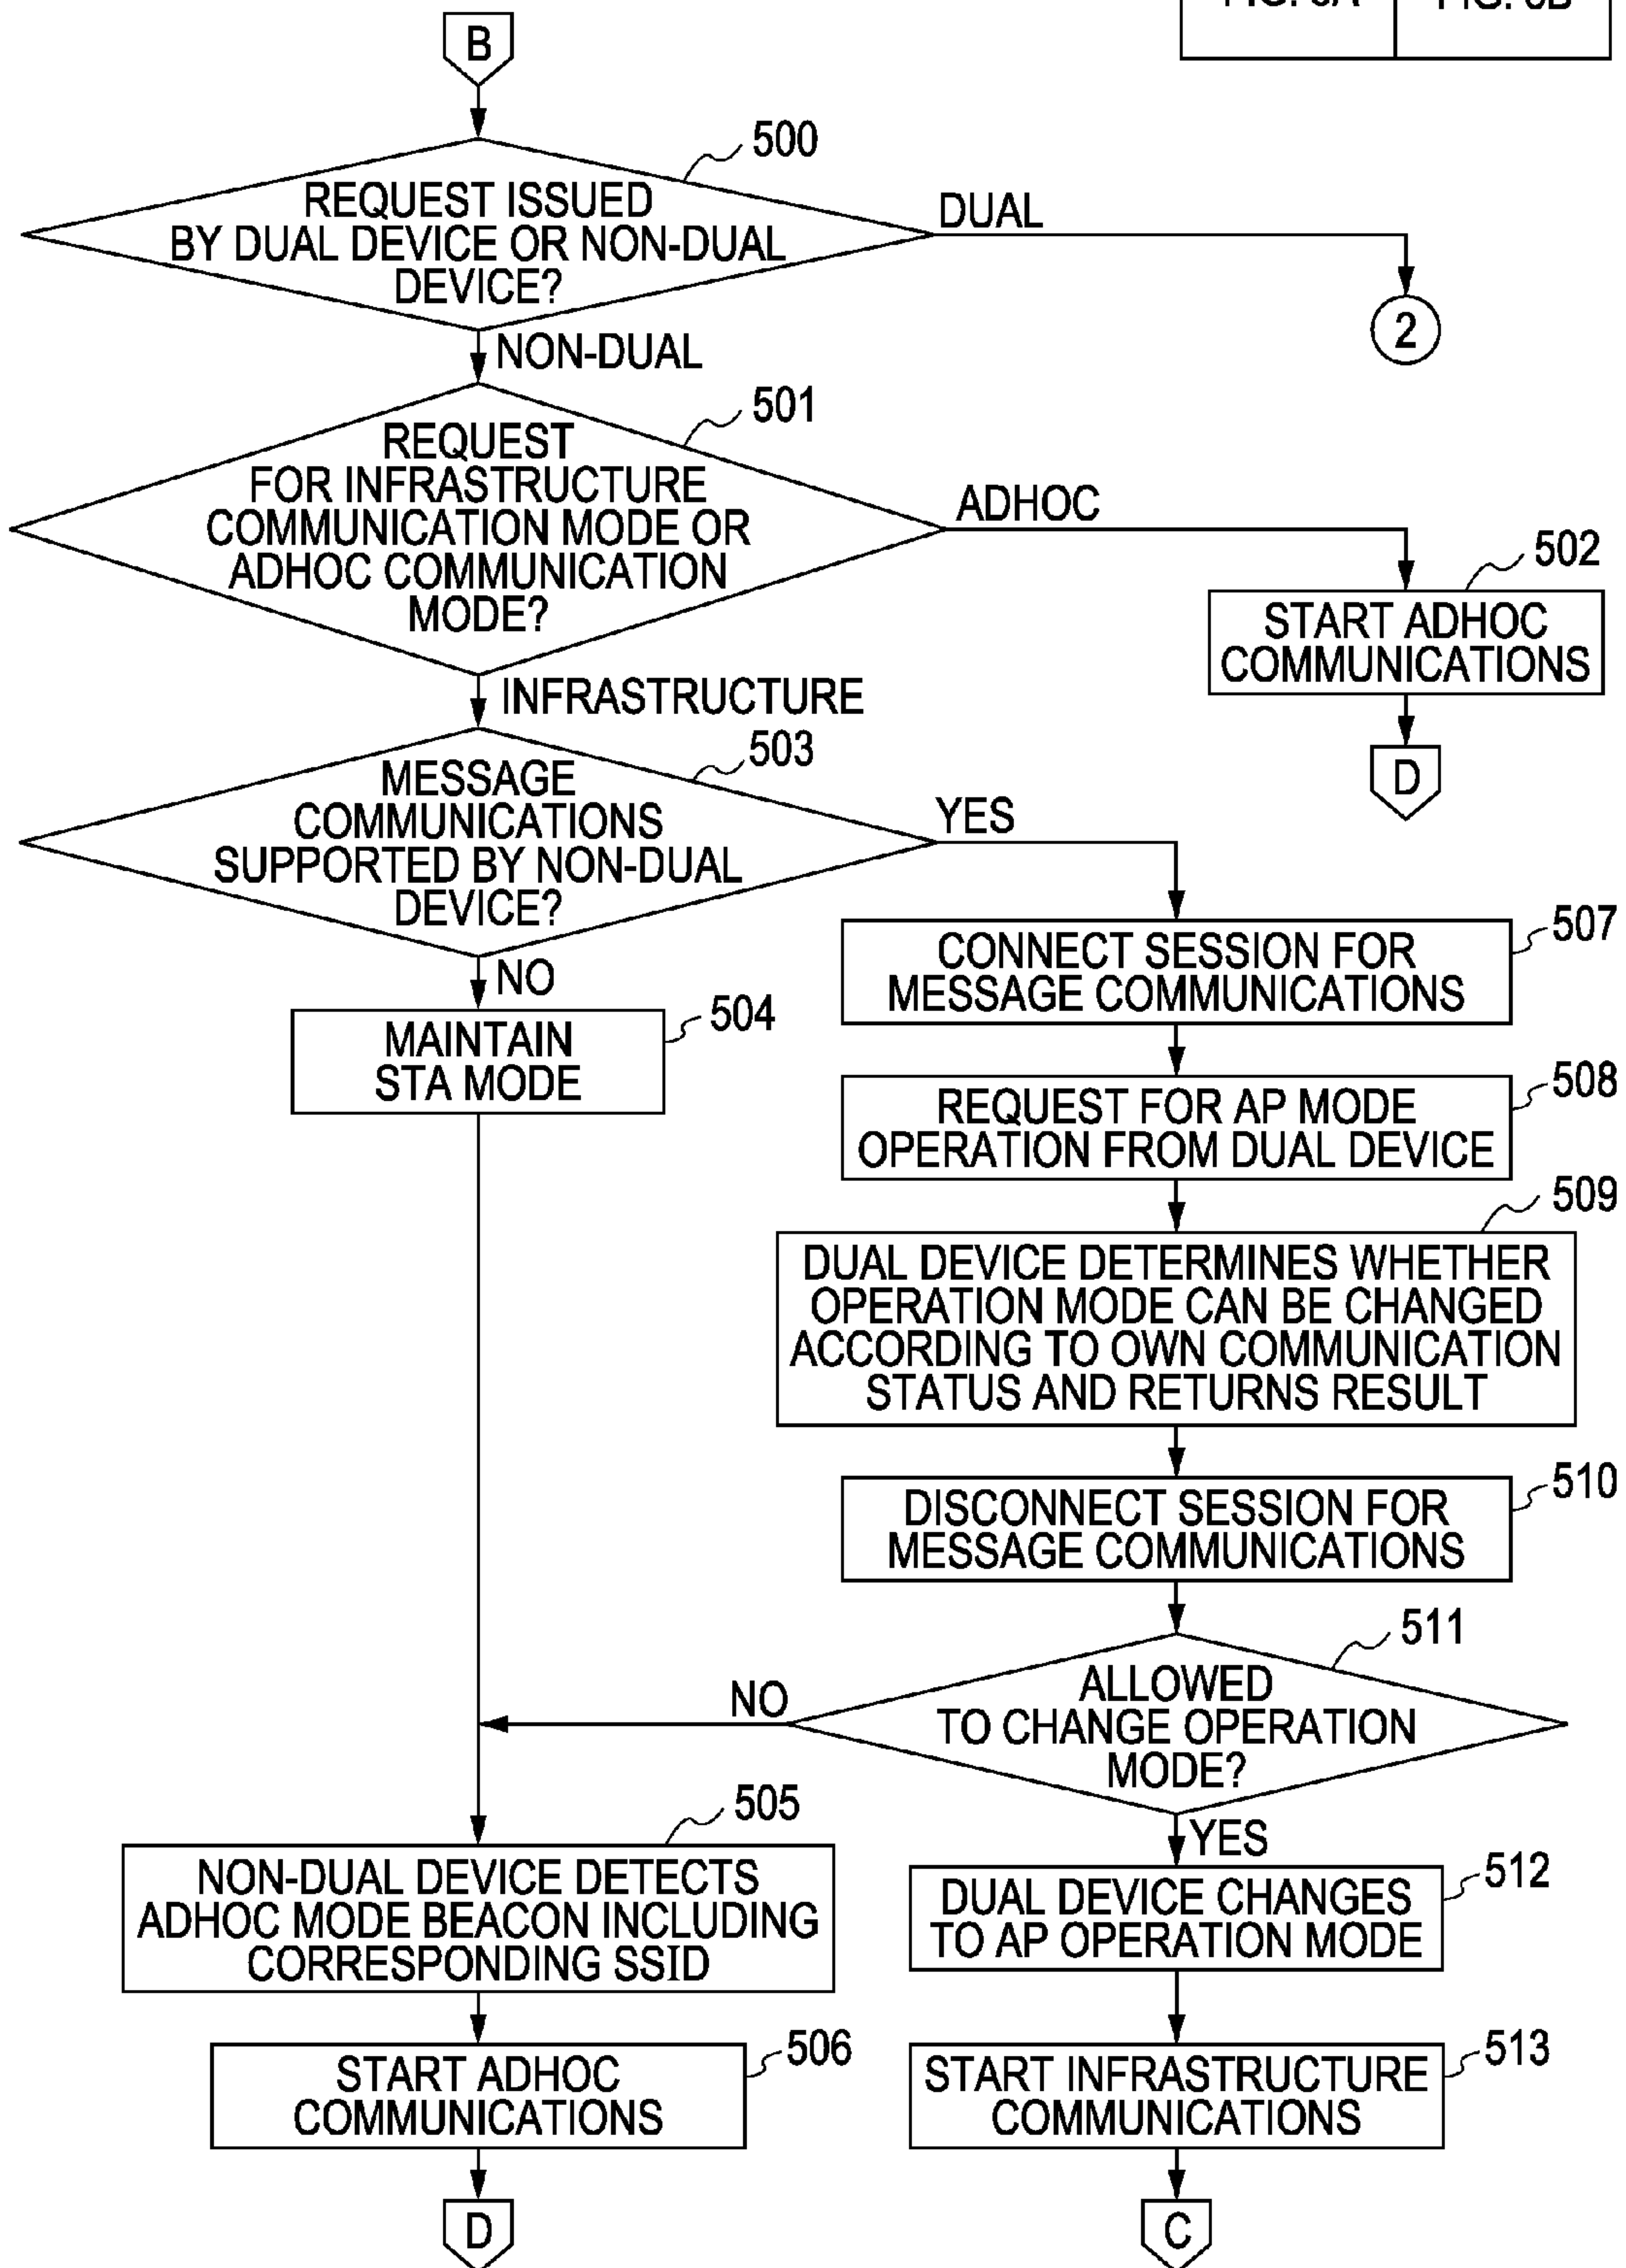 B
500
REQUEST ISSUED
BY DUAL DEVICE OR NON-DUAL
DEVICE?
DUAL
2
NON-DUAL
501
REQUEST
FOR INFRASTRUCTURE
COMMUNICATION MODE OR
ADHOC COMMUNICATION
MODE?
ADHOC
502
START ADHOC
COMMUNICATIONS
D
INFRASTRUCTURE
503
MESSAGE
COMMUNICATIONS
SUPPORTED BY NON-DUAL
DEVICE?
YES
NO
504
MAINTAIN
STA MODE
507
CONNECT SESSION FOR
MESSAGE COMMUNICATIONS
508
REQUEST FOR AP MODE
OPERATION FROM DUAL DEVICE
509
DUAL DEVICE DETERMINES WHETHER
OPERATION MODE CAN BE CHANGED
ACCORDING TO OWN COMMUNICATION
STATUS AND RETURNS RESULT
510
DISCONNECT SESSION FOR
MESSAGE COMMUNICATIONS
511
ALLOWED
TO CHANGE OPERATION
MODE?
NO
YES
505
NON-DUAL DEVICE DETECTS
ADHOC MODE BEACON INCLUDING
CORRESPONDING SSID
506
START ADHOC
COMMUNICATIONS
D
512
DUAL DEVICE CHANGES
TO AP OPERATION MODE
513
START INFRASTRUCTURE
COMMUNICATIONS
C